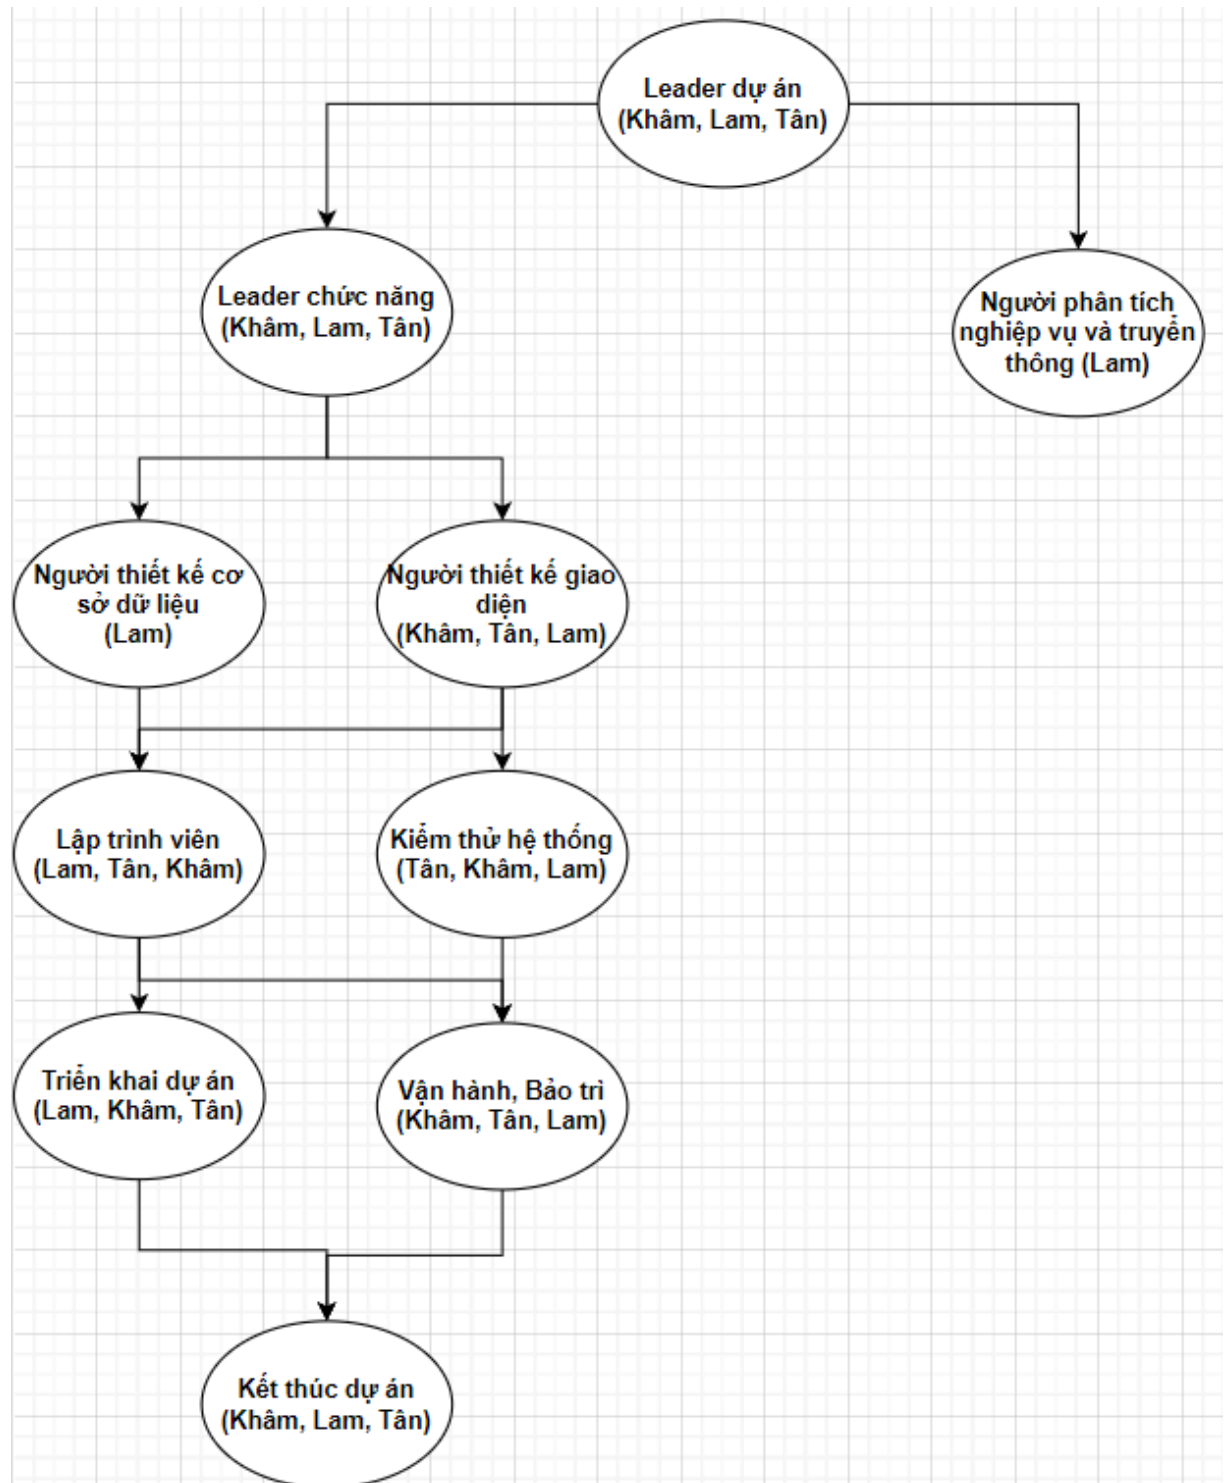 Leader dự án
(Khâm, Lam, Tân)
Leader chức năng
(Khâm, Lam, Tân)
Người phân tích
nghiệp vụ và truyền
thông (Lam)
Người thiết kế cơ
sở dữ liệu
(Lam)
Người thiết kế giao
diện
(Khâm, Tân, Lam)
Lập trình viên
(Lam, Tân, Khâm)
Kiểm thử hệ thống
(Tân, Khâm, Lam)
Triển khai dự án
(Lam, Khâm, Tân)
Vận hành, Bảo trì
(Khâm, Tân, Lam)
Kết thúc dự án
(Khâm, Lam, Tân)